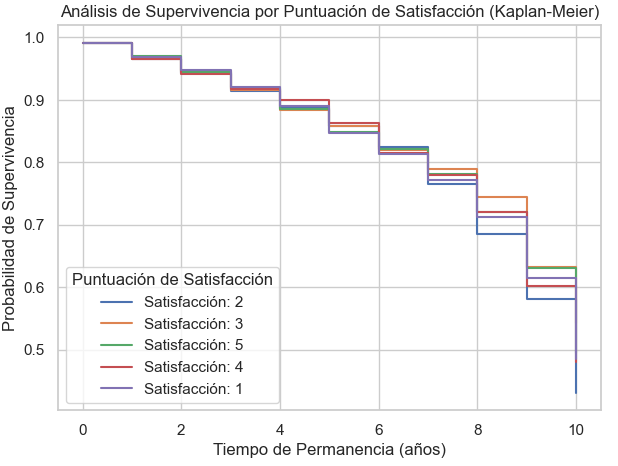 Análisis de Supervivencia por Puntuación de Satisfacción (Kaplan-Meier)
1.0
0.9
0.8
0.7
0.6
0.5
Probabilidad de Supervivencia
Puntuación de Satisfacción
Satisfacción: 2
Satisfacción: 3
Satisfacción: 5
Satisfacción: 4
Satisfacción: 1
0 2 4 6 8 10
Tiempo de Permanencia (años)